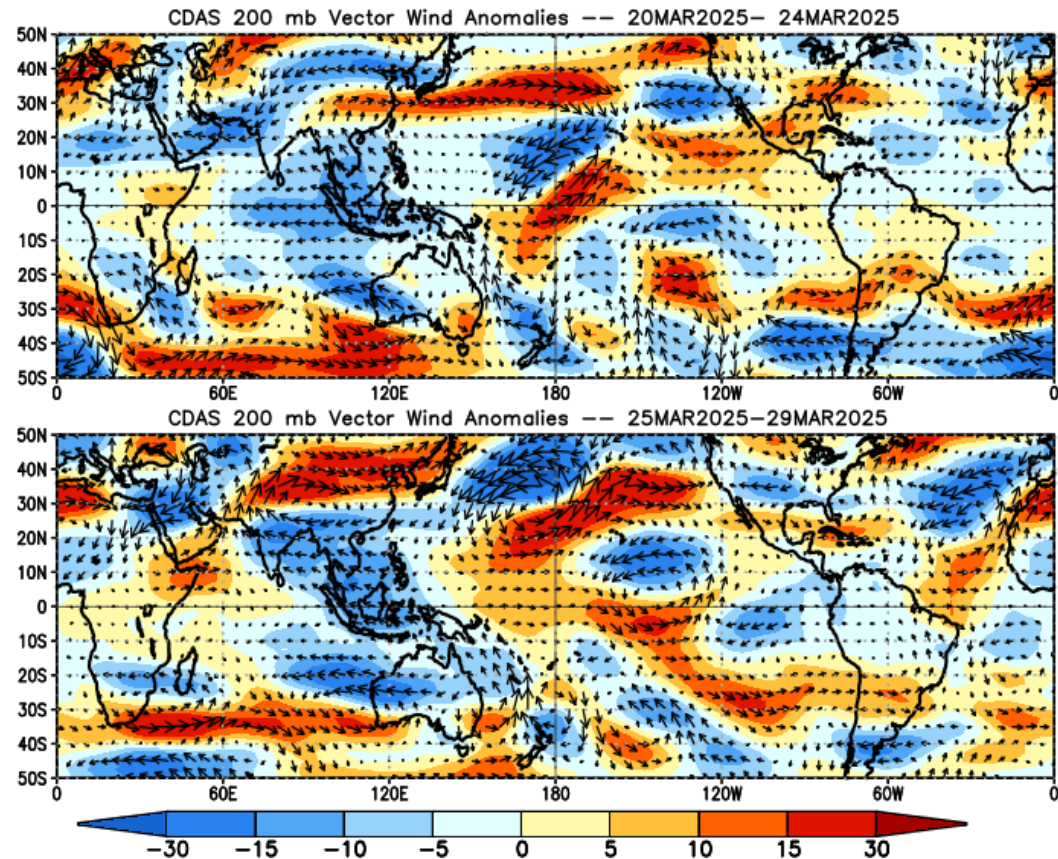 CDAS 200 mb Vector Wind Anomalies -- 20MAR2025- 24MAR2025
50N
40N
30N
20N
10N
0
10S
20S
30S
40S
50S
0 60E 120E 180 120W 60W 0
CDAS 200 mb Vector Wind Anomalies -- 25MAR2025-29MAR2025
50N
40N
30N
20N
10N
0
10S
20S
30S
40S
50S
0 60E 120E 180 120W 60W 0
-30 -15 -10 -5 0 5 10 15 30